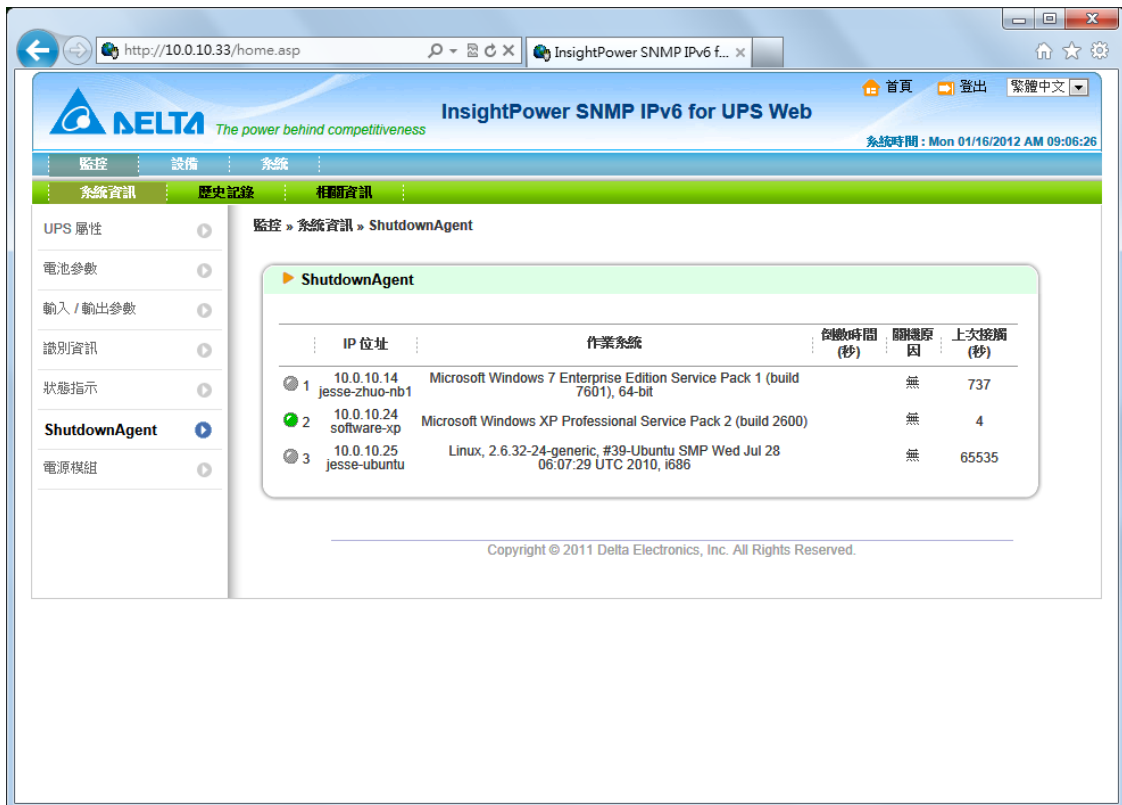 http://10.0.10.33/home.asp
InsightPower SNMP IPv6 f...
首頁
登出
繁體中文
DELTA The power behind competitiveness
InsightPower SNMP IPv6 for UPS Web
系統時間 : Mon 01/16/2012 AM 09:06:26
監控 設備 系統
系統資訊 歷史記錄 相關資訊
UPS 屬性
電池參數
輸入 / 輸出參數
識別資訊
狀態指示
ShutdownAgent
電源模組
監控 » 系統資訊 » ShutdownAgent
ShutdownAgent
IP 位址
作業系統
倒數時間
(秒)
關機原
因
上次接觸
(秒)
1
10.0.10.14
jesse-zhuo-nb1
Microsoft Windows 7 Enterprise Edition Service Pack 1 (build
7601), 64-bit
無
737
2
10.0.10.24
software-xp
Microsoft Windows XP Professional Service Pack 2 (build 2600)
無
4
3
10.0.10.25
jesse-ubuntu
Linux, 2.6.32-24-generic, #39-Ubuntu SMP Wed Jul 28
06:07:29 UTC 2010, i686
無
65535
Copyright © 2011 Delta Electronics, Inc. All Rights Reserved.